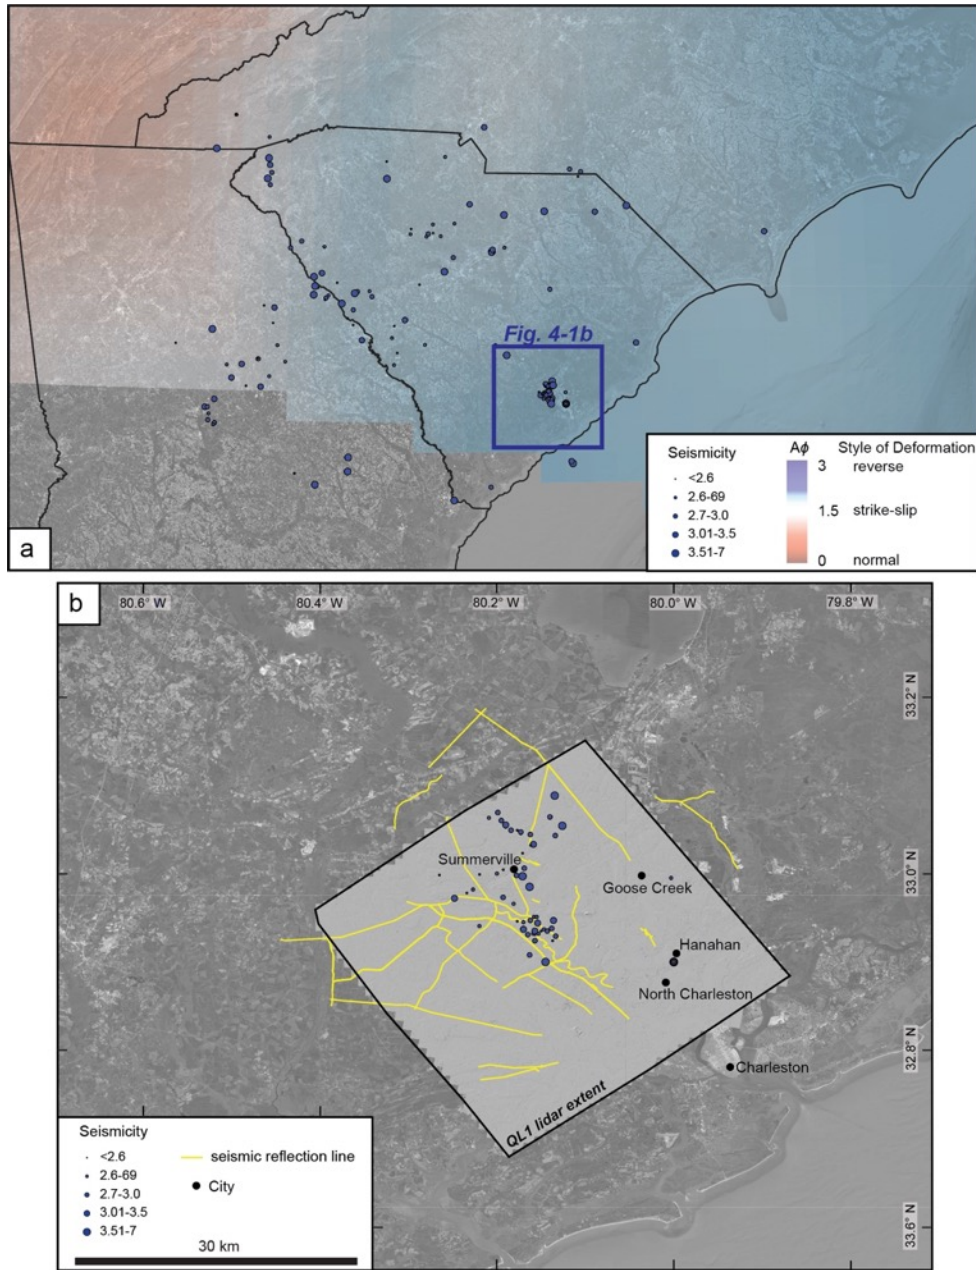 Fig. 4-1b
Seismicity
<2.6
2.6-69
2.7-3.0
3.01-3.5
3.51-7
Aϕ Style of Deformation
3 reverse
1.5 strike-slip
0 normal
a
b
80.6° W 80.4° W 80.2° W 80.0° W 79.8° W
33.2° N
Summerville
33.0° N
Goose Creek
Hanahan
North Charleston
32.8° N
Charleston
QL1 lidar extent
33.6° N
Seismicity
<2.6
2.6-69
2.7-3.0
3.01-3.5
3.51-7
seismic reflection line
City
30 km